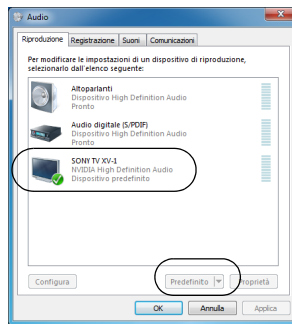 Audio
Riproduzione Registrazione Suoni Comunicazioni
Per modificare le impostazioni di un dispositivo di riproduzione,
selezionarlo dall'elenco seguente:
Altoparlanti
Dispositivo High Definition Audio
Pronto
Audio digitale (S/PDIF)
Dispositivo High Definition Audio
Pronto
SONY TV XV-1
NVIDIA High Definition Audio
Dispositivo predefinito
Configura Predefinito Proprietà
OK Annulla Applica